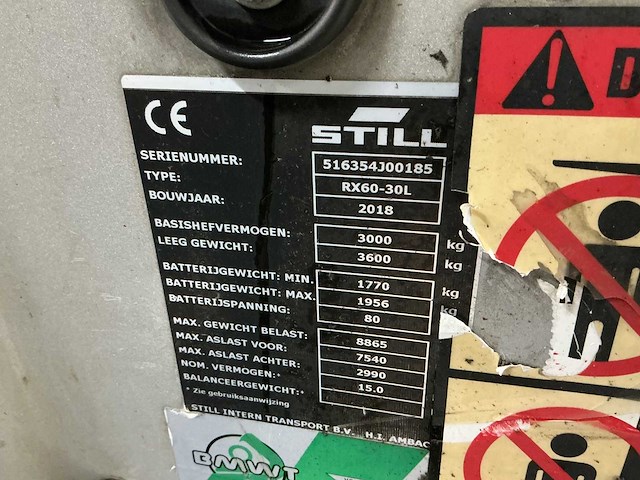 CE
STILL
SERIENUMMER: 516354J00185
TYPE: RX60-30L
BOUWJAAR: 2018
BASISHEFVERMOGEN: 3000 kg
LEEG GEWICHT: 3600 kg
BATTERIJGEWICHT: MIN. 1770 kg
BATTERIJGEWICHT: MAX. 1956 kg
BATTERIJSPANNING: 80
MAX. GEWICHT BELAST: 8865
MAX. ASLAST VOOR: 7540
MAX. ASLAST ACHTER: 2990
NOM. VERMOGEN:* 15.0
BALANCEERGEWICHT:*
* Zie gebruiksaanwijzing
STILL INTERN TRANSPORT B.V. H.I. AMBAC
BMWT
D